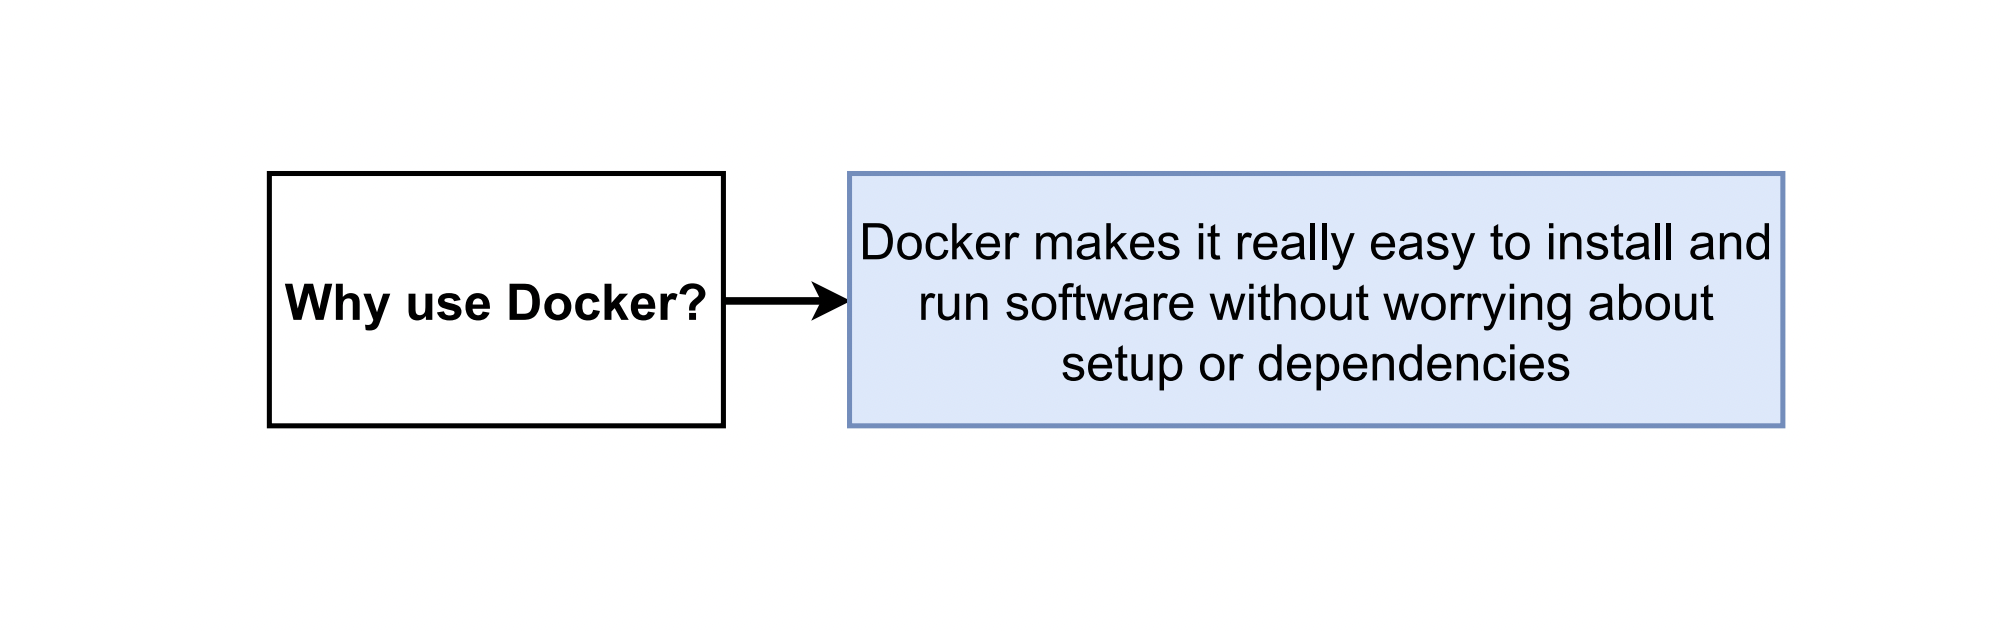 Why use Docker?
Docker makes it really easy to install and
run software without worrying about
setup or dependencies